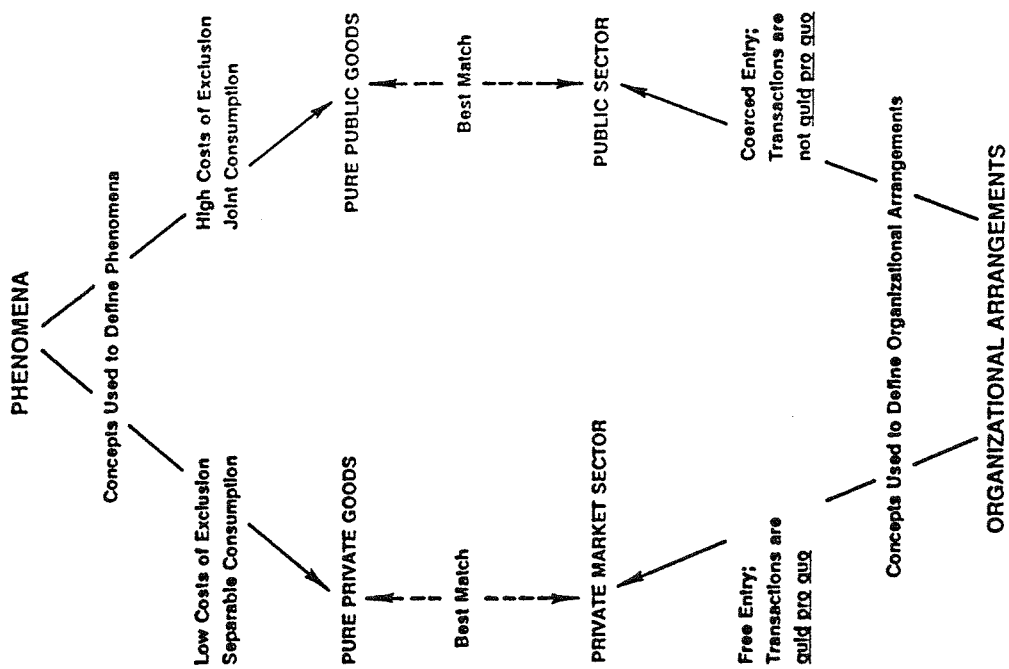 PHENOMENA
Concepts Used to Define Phenomena
Low Costs of Exclusion
Separable Consumption
High Costs of Exclusion
Joint Consumption
PURE PRIVATE GOODS
PURE PUBLIC GOODS
Best Match
Best Match
PRIVATE MARKET SECTOR
PUBLIC SECTOR
Free Entry;
Transactions are
quid pro quo
Coerced Entry;
Transactions are
not quid pro quo
Concepts Used to Define Organizational Arrangements
ORGANIZATIONAL ARRANGEMENTS